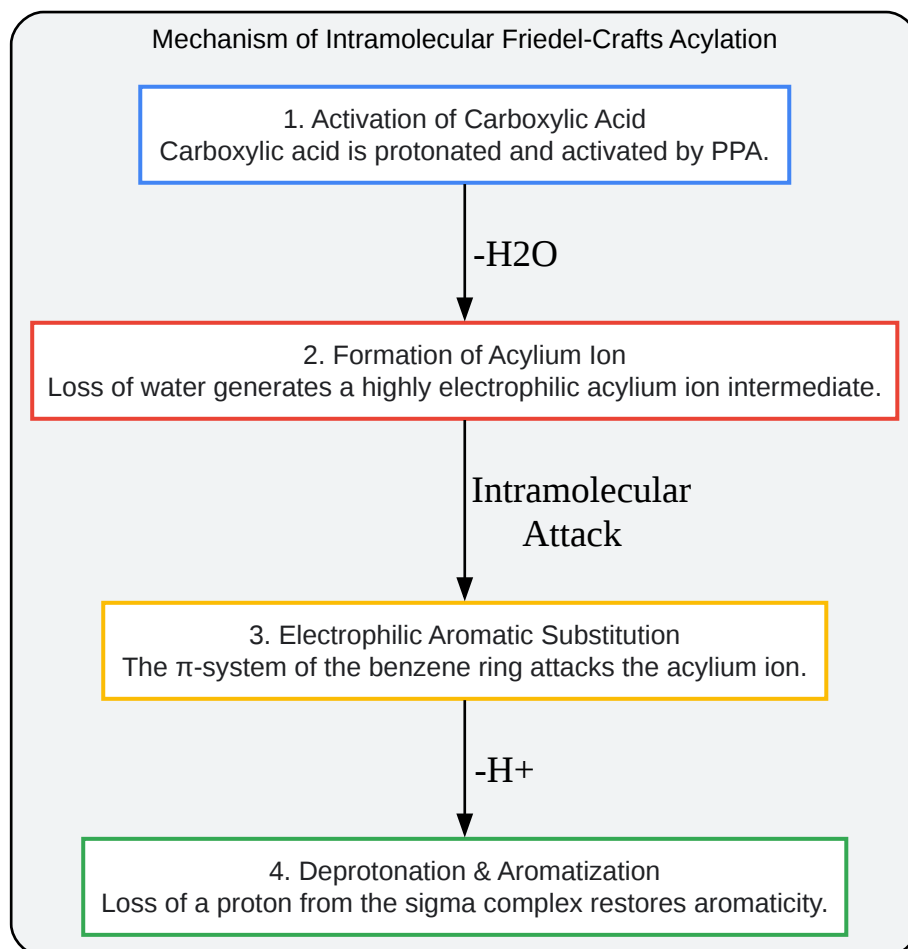 Mechanism of Intramolecular Friedel-Crafts Acylation
1. Activation of Carboxylic Acid
Carboxylic acid is protonated and activated by PPA.
-H2O
2. Formation of Acylium Ion
Loss of water generates a highly electrophilic acylium ion intermediate.
Intramolecular
Attack
3. Electrophilic Aromatic Substitution
The π-system of the benzene ring attacks the acylium ion.
-H+
4. Deprotonation & Aromatization
Loss of a proton from the sigma complex restores aromaticity.